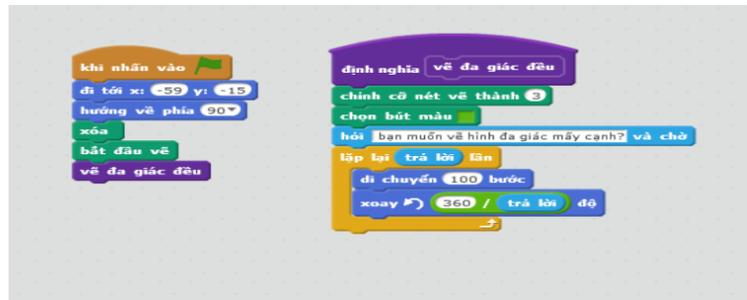 khi nhấn vào
đi tới x: -59 y: -15
hướng về phía 90
xóa
bắt đầu vẽ
vẽ đa giác đều
định nghĩa vẽ đa giác đều
chỉnh cỡ nét vẽ thành 3
chọn bút màu
hỏi bạn muốn vẽ hình đa giác mấy cạnh? và chờ
lặp lại trả lời lần
di chuyển 100 bước
xoay 360 / trả lời độ